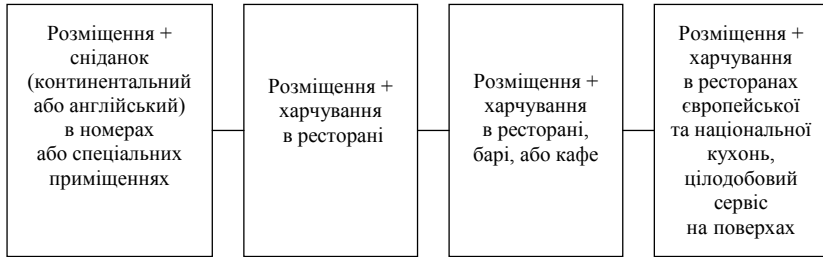 Розміщення +
сніданок
(континентальний
або англійський)
в номерах
або спеціальних
приміщеннях
Розміщення +
харчування
в ресторані
Розміщення +
харчування
в ресторані,
барі, або кафе
Розміщення +
харчування
в ресторанах
європейської
та національної
кухонь,
цілодобовий
сервіс
на поверхах